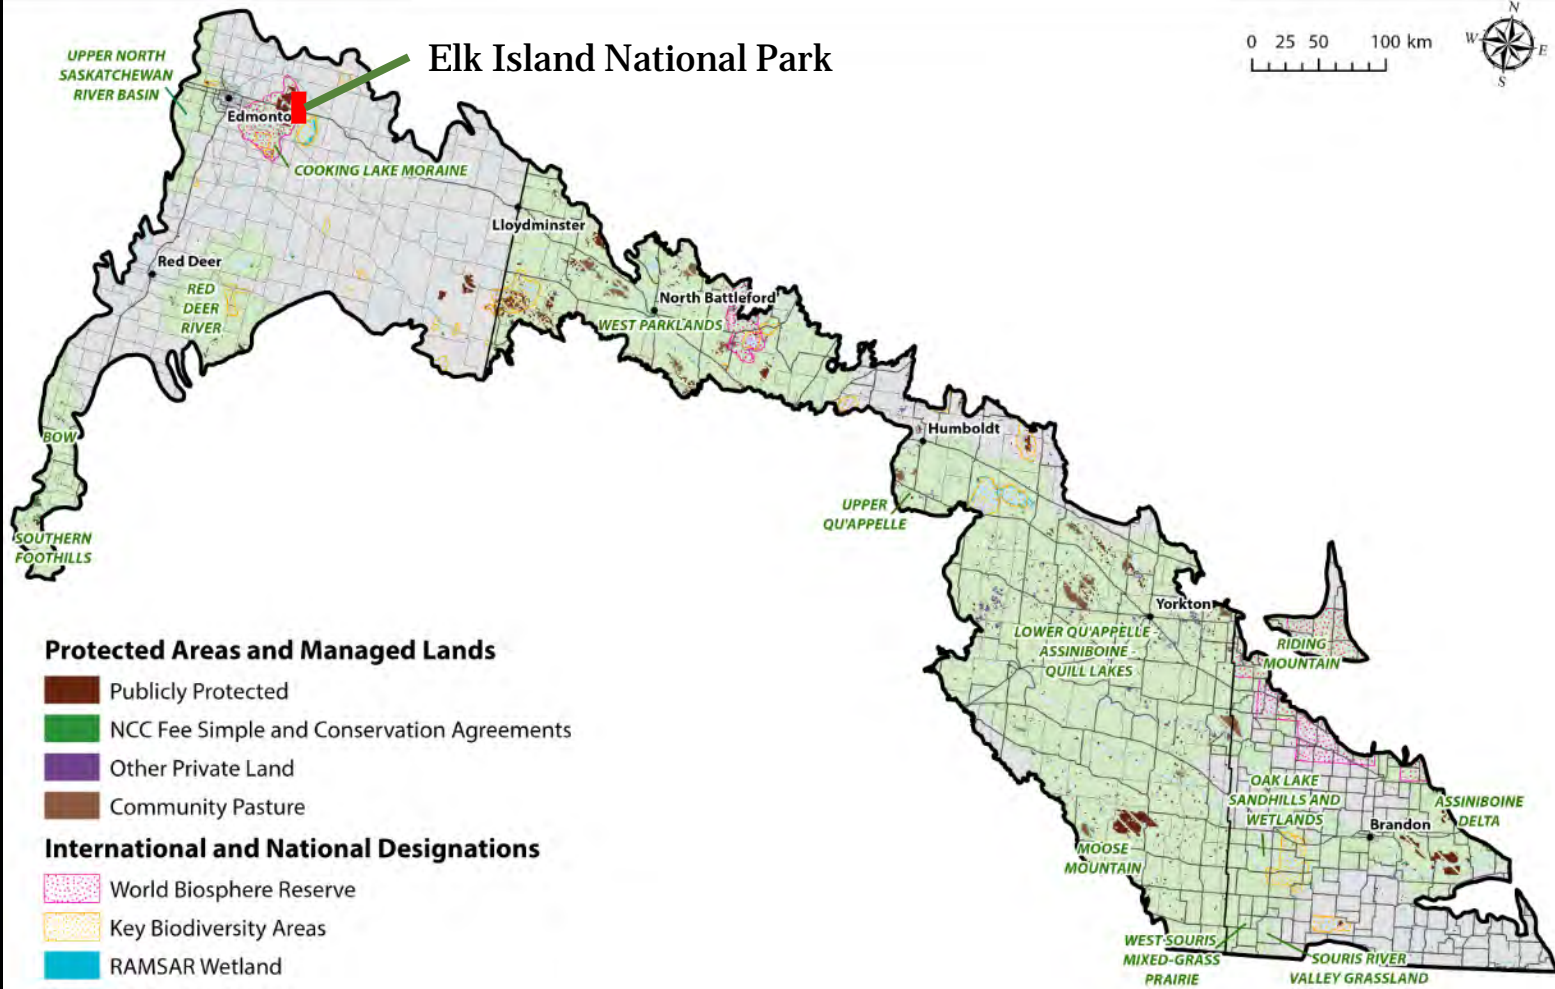 N
W
E
S
0 25 50 100 km
Elk Island National Park
UPPER NORTH
SASKATCHEWAN
RIVER BASIN
Edmonto
COOKING LAKE MORAINE
Lloydminster
Red Deer
RED
DEER
RIVER
North Battleford
WEST PARKLANDS
BOW
Humboldt
UPPER
QU'APPELLE
SOUTHERN
FOOTHILLS
Yorkton
LOWER QU'APPELLE -
ASSINIBOINE -
QUILL LAKES
RIDING
MOUNTAIN
OAK LAKE
SANDHILLS AND
WETLANDS
ASSINIBOINE
DELTA
Brandon
MOOSE
MOUNTAIN
WEST SOURIS
MIXED-GRASS
PRAIRIE
SOURIS RIVER
VALLEY GRASSLAND
Protected Areas and Managed Lands
Publicly Protected
NCC Fee Simple and Conservation Agreements
Other Private Land
Community Pasture
International and National Designations
World Biosphere Reserve
Key Biodiversity Areas
RAMSAR Wetland